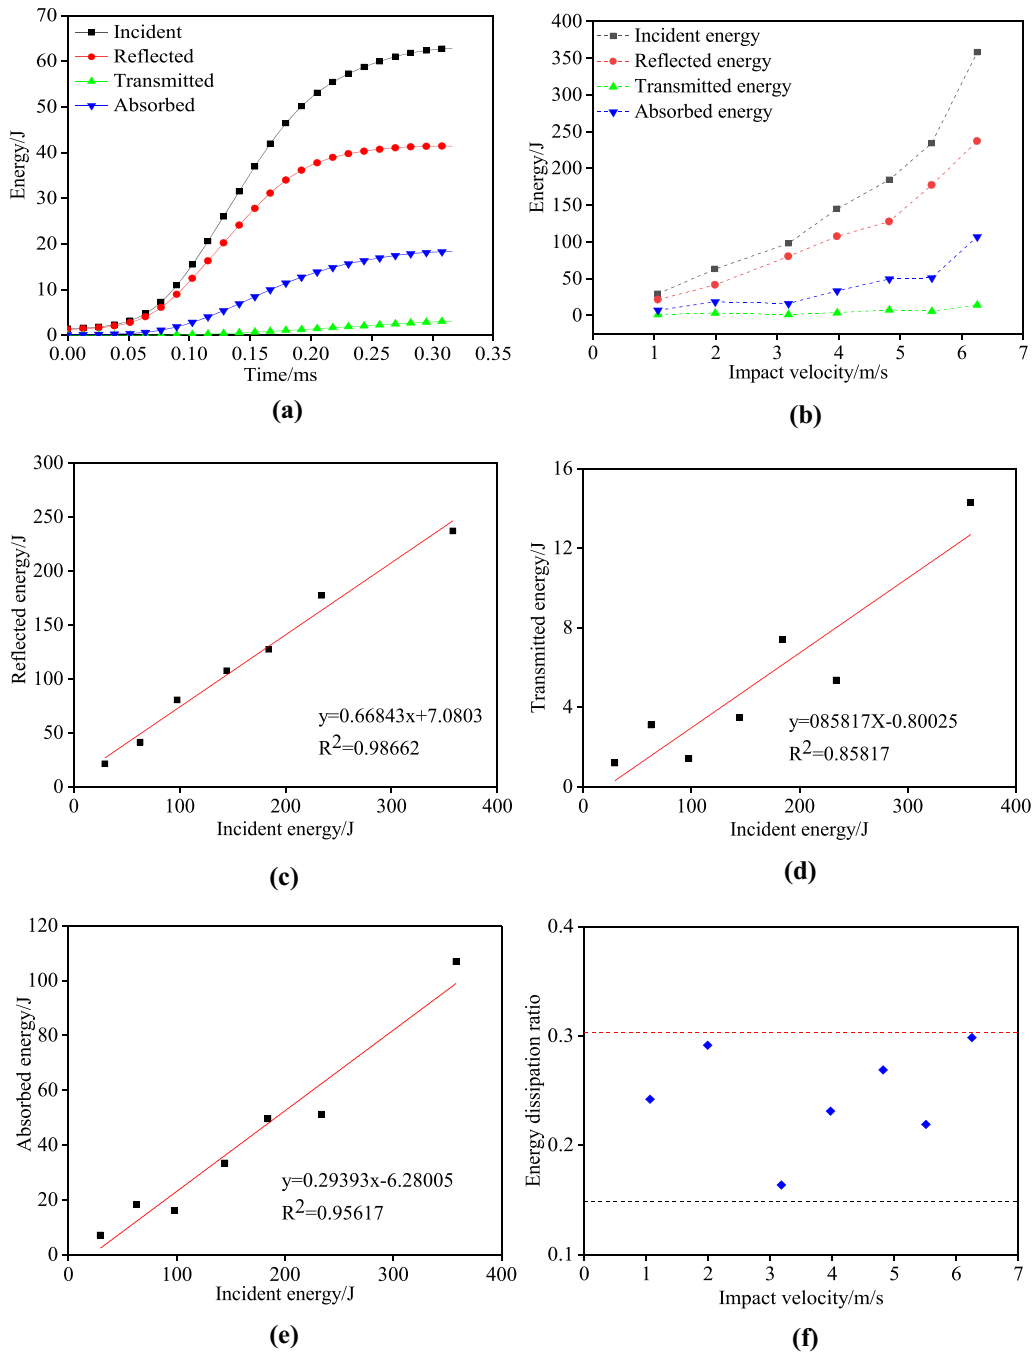 70
60
50
40
30
20
10
0
Energy/J
Incident
Reflected
Transmitted
Absorbed
0.00 0.05 0.10 0.15 0.20 0.25 0.30 0.35
Time/ms
(a)
400
350
300
250
200
150
100
50
0
Energy/J
Incident energy
Reflected energy
Transmitted energy
Absorbed energy
0 1 2 3 4 5 6 7
Impact velocity/m/s
(b)
300
250
200
150
100
50
0
Reflected energy/J
y=0.66843x+7.0803
R2=0.98662
0 100 200 300 400
Incident energy/J
(c)
16
12
8
4
0
Transmitted energy/J
y=085817X-0.80025
R2=0.85817
0 100 200 300 400
Incident energy/J
(d)
120
100
80
60
40
20
0
Absorbed energy/J
y=0.29393x-6.28005
R2=0.95617
0 100 200 300 400
Incident energy/J
(e)
0.4
0.3
0.2
0.1
Energy dissipation ratio
0 1 2 3 4 5 6 7
Impact velocity/m/s
(f)